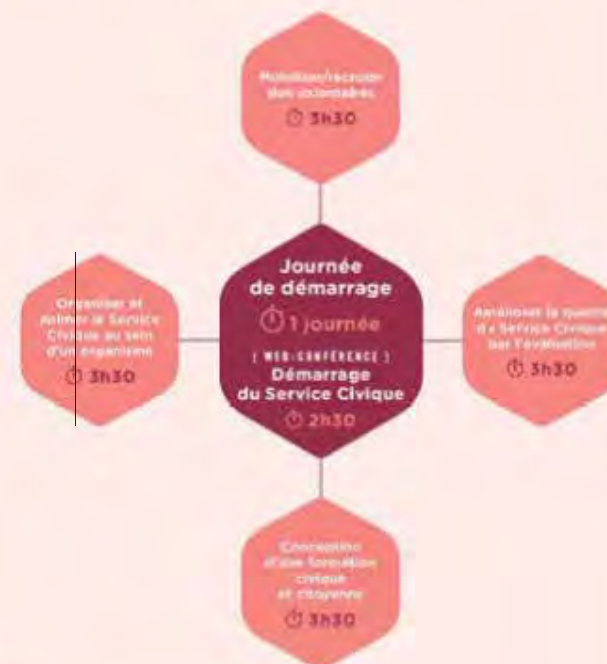 des volontaires
3h30
Organiser et
animer le Service
Civique au sein
d'un organisme
3h30
Journée
de démarrage
1 journée
[ WEB-CONFÉRENCE ]
Démarrage
du Service Civique
2h30
Améliorer la qualité
du Service Civique
par l'évaluation
3h30
Conception
d'une formation
civique
et citoyenne
3h30